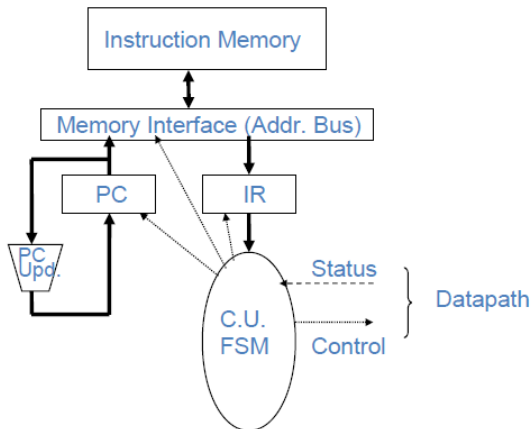 Instruction Memory
Memory Interface (Addr. Bus)
PC
IR
PC
Upd.
Status
C.U.
FSM
Datapath
Control